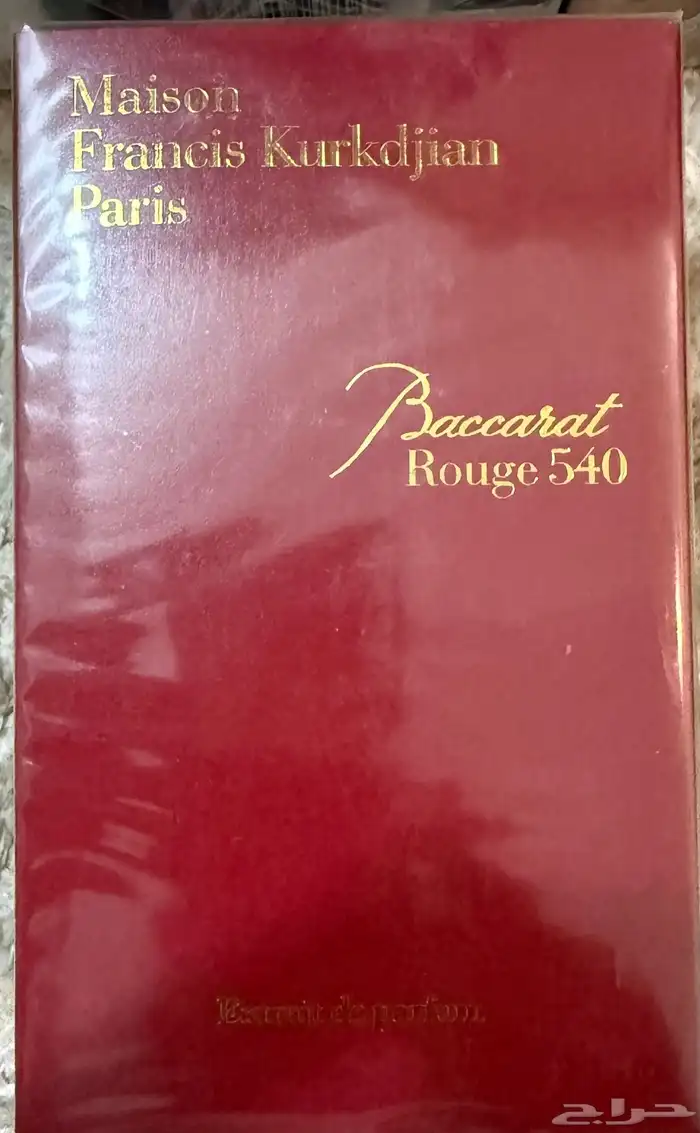 Maison
Francis Kurkdjian
Paris
Baccarat
Rouge 540
Extrait de parfum
حراج